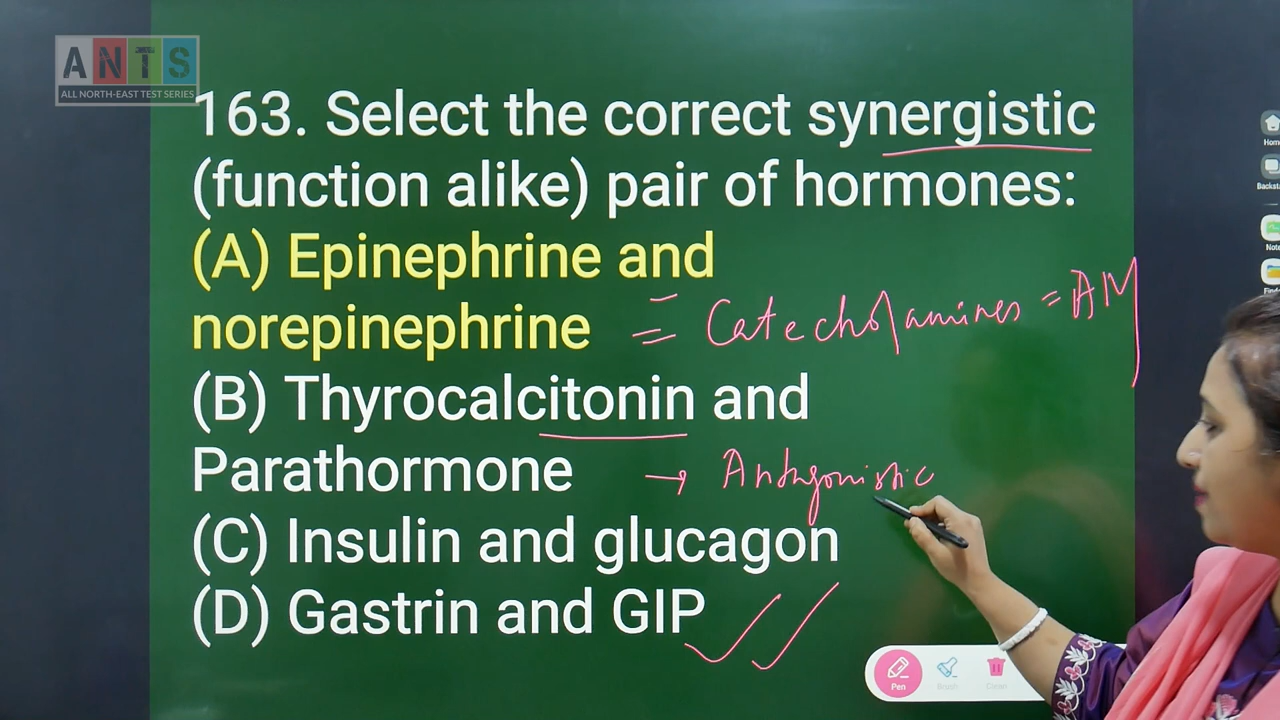 ANTS
ALL NORTH-EAST TEST SERIES
163. Select the correct synergistic
(function alike) pair of hormones:
(A) Epinephrine and
norepinephrine = Catecholamines = AM
(B) Thyrocalcitonin and
Parathormone → Antagonistic
(C) Insulin and glucagon
(D) Gastrin and GIP
Pen